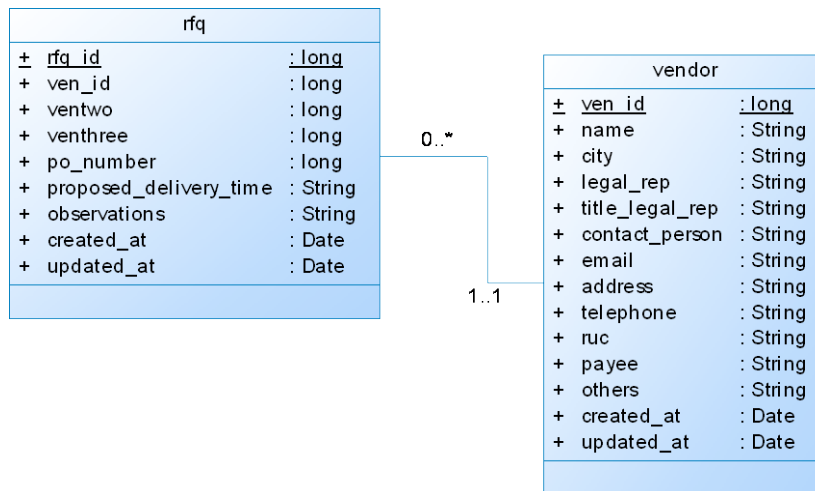 rfq
+ rfq_id : long
+ ven_id : long
+ ventwo : long
+ venthree : long
+ po_number : long
+ proposed_delivery_time : String
+ observations : String
+ created_at : Date
+ updated_at : Date
0..*
1..1
vendor
+ ven_id : long
+ name : String
+ city : String
+ legal_rep : String
+ title_legal_rep : String
+ contact_person : String
+ email : String
+ address : String
+ telephone : String
+ ruc : String
+ payee : String
+ others : String
+ created_at : Date
+ updated_at : Date